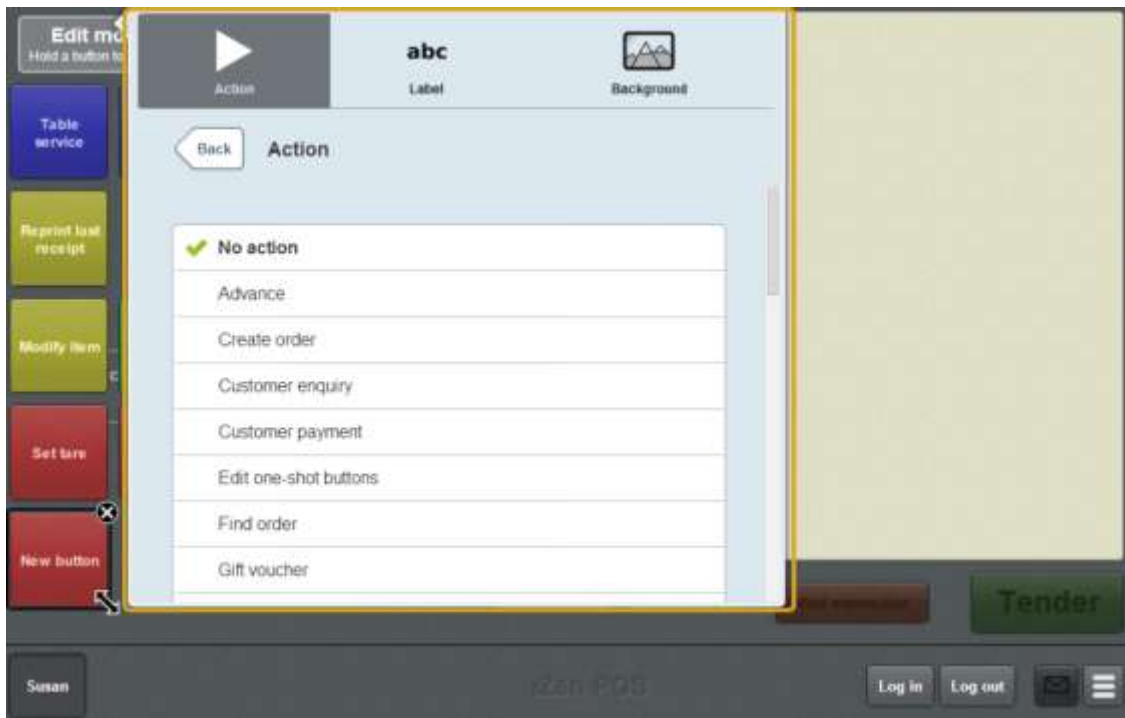 Edit mo
Hold a button to
Action
abc
Label
Background
Back
Action
Table
service
Reprint last
receipt
Modify item
Set tare
New button
No action
Advance
Create order
Customer enquiry
Customer payment
Edit one-shot buttons
Find order
Gift voucher
Tender
Susan
Log in
Log out